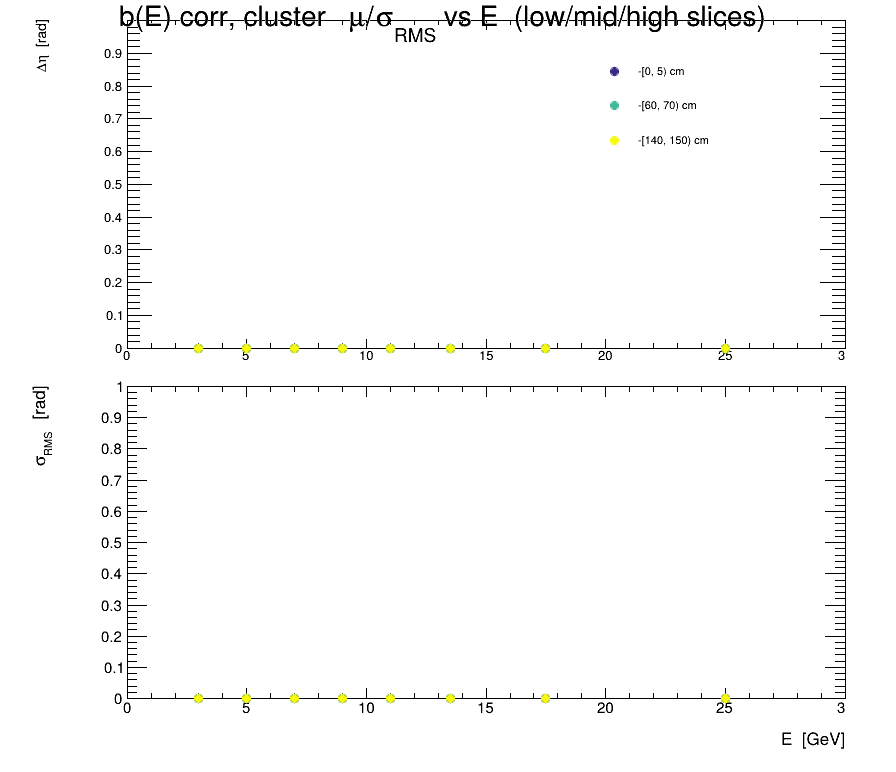 b(E) corr, cluster μ/σRMS vs E (low/mid/high slices)
Δη [rad]
0.9
0.8
0.7
0.6
0.5
0.4
0.3
0.2
0.1
0
-[0, 5) cm
-[60, 70) cm
-[140, 150) cm
0 5 10 15 20 25 3
σRMS [rad]
1
0.9
0.8
0.7
0.6
0.5
0.4
0.3
0.2
0.1
0
0 5 10 15 20 25 3
E [GeV]